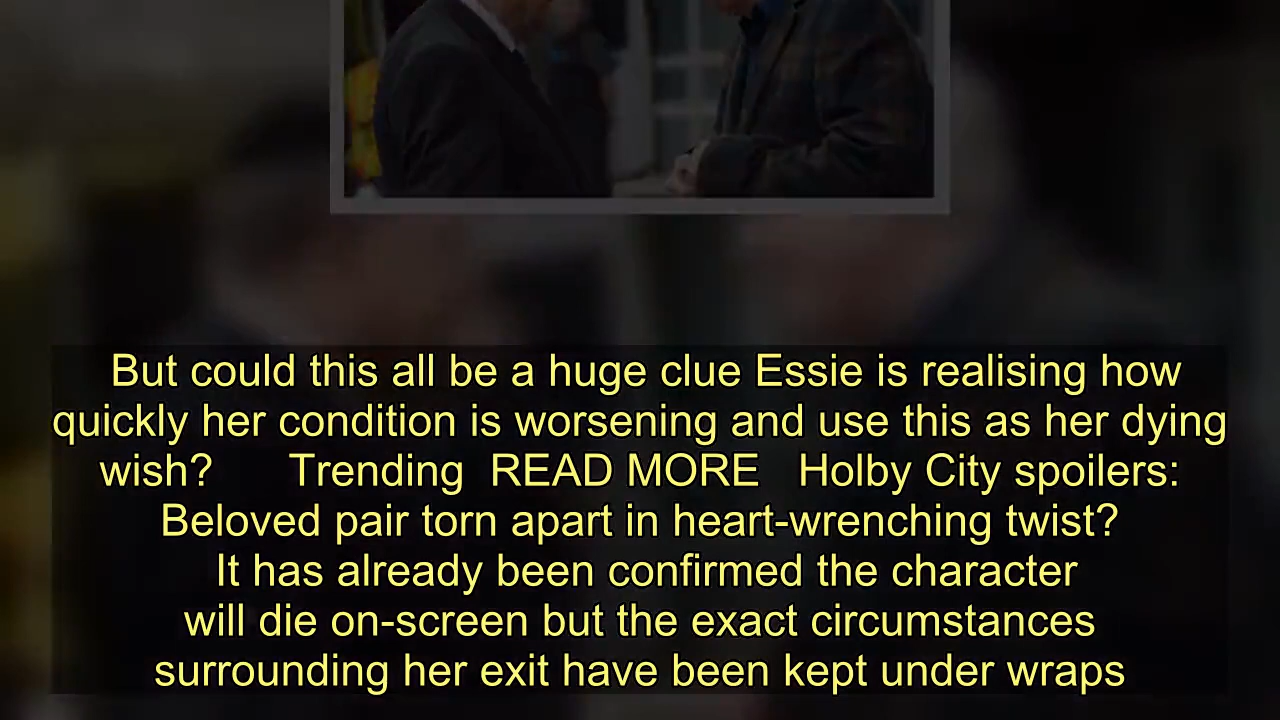 But could this all be a huge clue Essie is realising how
quickly her condition is worsening and use this as her dying
wish? Trending READ MORE Holby City spoilers:
Beloved pair torn apart in heart-wrenching twist?
It has already been confirmed the character
will die on-screen but the exact circumstances
surrounding her exit have been kept under wraps